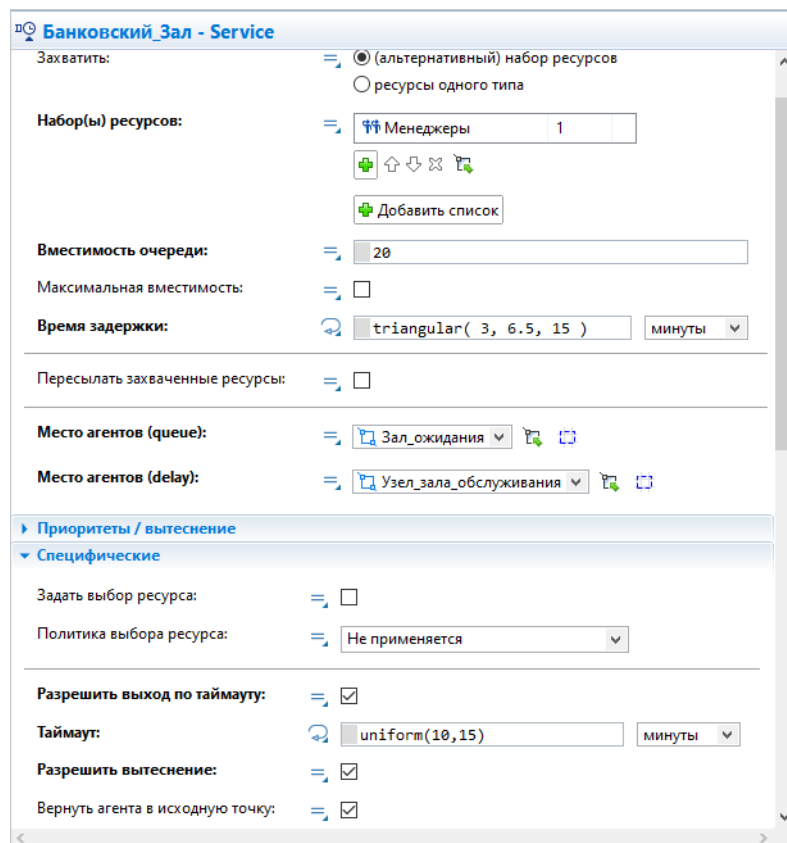 Банковский_Зал - Service
Захватить:
(альтернативный) набор ресурсов
ресурсы одного типа
Набор(ы) ресурсов:
Менеджеры 1
Добавить список
Вместимость очереди:
20
Максимальная вместимость:
Время задержки:
triangular( 3, 6.5, 15 ) минуты
Пересылать захваченные ресурсы:
Место агентов (queue):
Зал_ожидания
Место агентов (delay):
Узел_зала_обслуживания
Приоритеты / вытеснение
Специфические
Задать выбор ресурса:
Политика выбора ресурса:
Не применяется
Разрешить выход по таймауту:
Таймаут:
uniform(10,15) минуты
Разрешить вытеснение:
Вернуть агента в исходную точку: